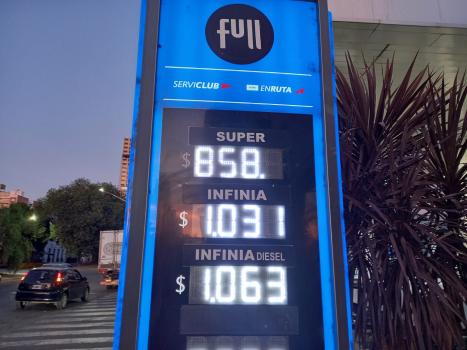 full
SERVICLUB ENRUTA
SUPER
$ 858.
INFINIA
$ 1.031
INFINIA DIESEL
$ 1.063